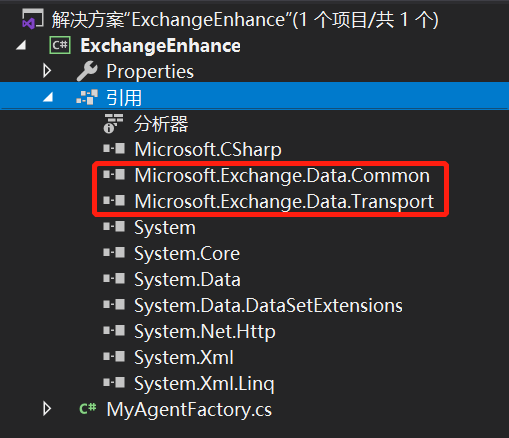 解决方案"ExchangeEnhance"(1 个项目/共 1 个)
C# ExchangeEnhance
Properties
引用
分析器
Microsoft.CSharp
Microsoft.Exchange.Data.Common
Microsoft.Exchange.Data.Transport
System
System.Core
System.Data
System.Data.DataSetExtensions
System.Net.Http
System.Xml
System.Xml.Linq
C# MyAgentFactory.cs